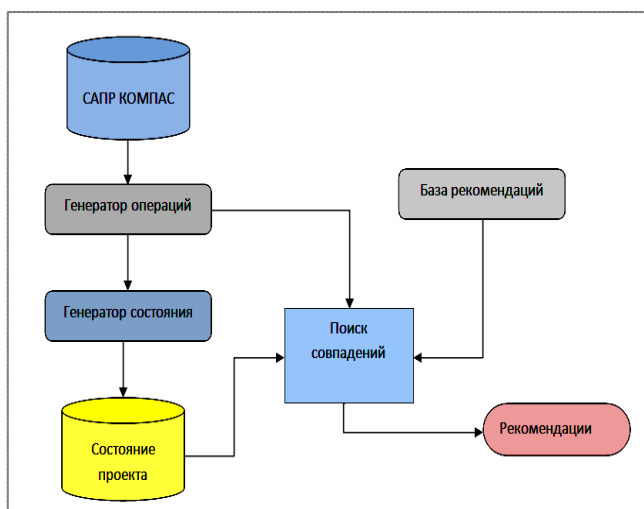 САПР КОМПАС
Генератор операций
База рекомендаций
Генератор состояния
Поиск
совпадений
Рекомендации
Состояние
проекта